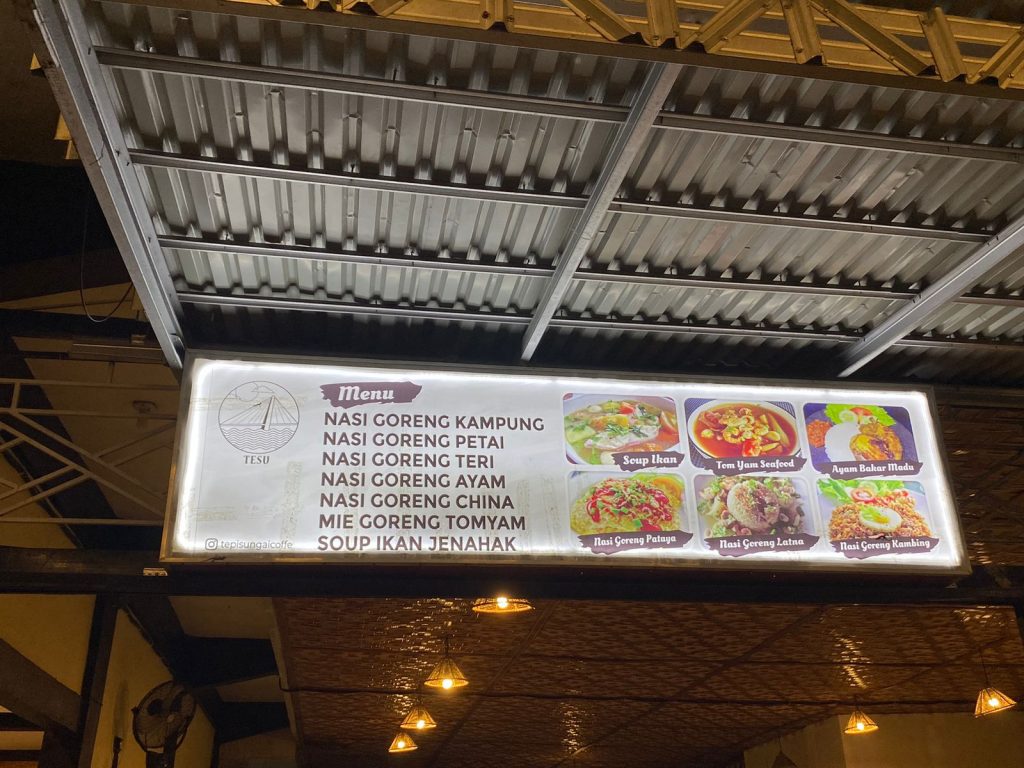 TESU
tepisungaicoffe
Menu
NASI GORENG KAMPUNG
NASI GORENG PETAI
NASI GORENG TERI
NASI GORENG AYAM
NASI GORENG CHINA
MIE GORENG TOMYAM
SOUP IKAN JENAHAK
Soup Ikan
Tom Yam Seafood
Ayam Bakar Madu
Nasi Goreng Pataya
Nasi Goreng Latna
Nasi Goreng Kambing